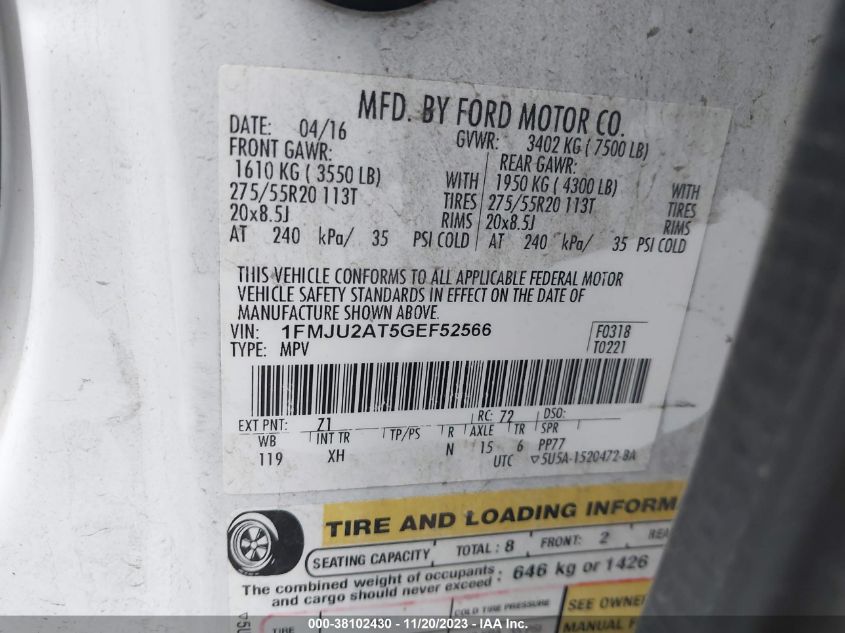 MFD. BY FORD MOTOR CO.
DATE: 04/16 GVWR: 3402 KG ( 7500 LB)
FRONT GAWR: REAR GAWR:
1610 KG ( 3550 LB) WITH 1950 KG ( 4300 LB) WITH
275/55R20 113T TIRES 275/55R20 113T TIRES
20x8.5J RIMS 20x8.5J RIMS
AT 240 kPa/ 35 PSI COLD AT 240 kPa/ 35 PSI COLD
THIS VEHICLE CONFORMS TO ALL APPLICABLE FEDERAL MOTOR
VEHICLE SAFETY STANDARDS IN EFFECT ON THE DATE OF
MANUFACTURE SHOWN ABOVE.
VIN: 1FMJU2AT5GEF52566 F0318
TYPE: MPV T0221
EXT PNT: Z1 RC: 72 DSO:
WB INT TR TP/PS R AXLE TR SPR
119 XH N 15 6 PP77
UTC ▽5U5A-1520472-BA
TIRE AND LOADING INFORM
SEATING CAPACITY TOTAL : 8 FRONT: 2 REA
The combined weight of occupants and cargo should never exceed : 646 kg or 1426
TIRE COLD TIRE PRESSURE SEE OWNER
MANUAL F
000-38102430 - 11/20/2023 - IAA Inc.